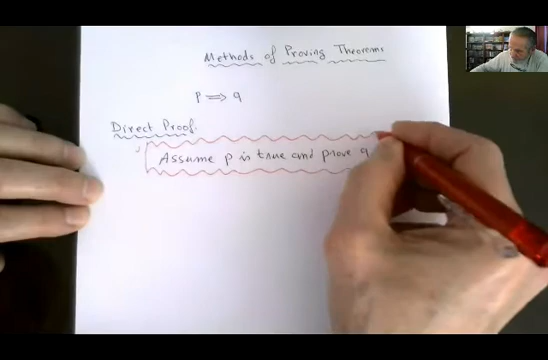 Methods of Proving Theorems
p ⟹ q
Direct Proof.
Assume p is true and prove q